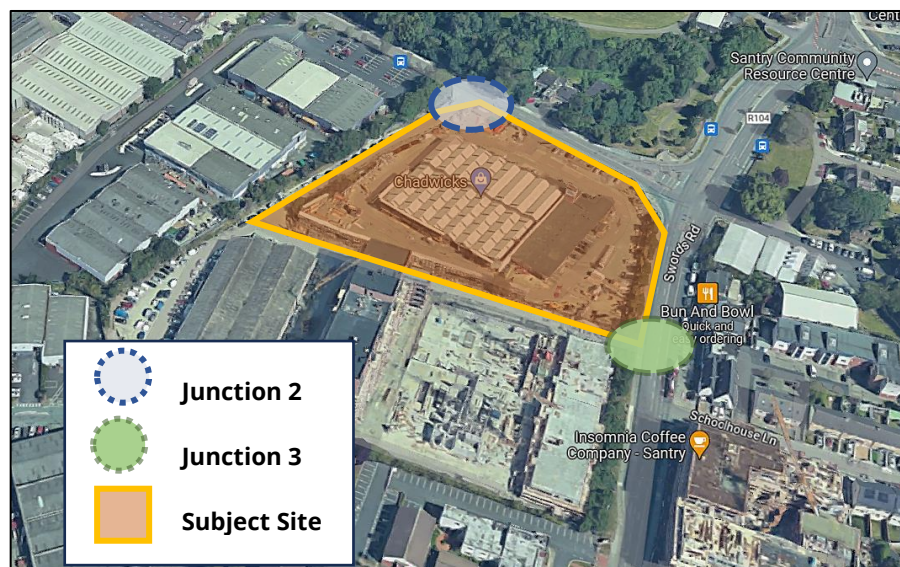 Cent
Santry Community
Resource Centre
R104
Chadwicks
Swords Rd
Bun And Bowl
Quick and
easy ordering
Schoolhouse Ln
Insomnia Coffee
Company - Santry
Junction 2
Junction 3
Subject Site